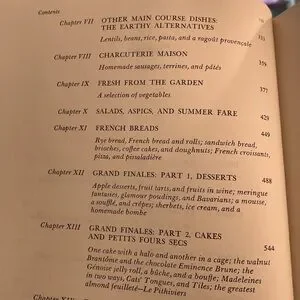 Contents
Chapter VII OTHER MAIN COURSE DISHES:
THE EARTHY ALTERNATIVES
Lentils, beans, rice, pasta, and a ragoût provençale
Chapter VIII CHARCUTERIE MAISON 359
Homemade sausages, terrines, and pâtés
Chapter IX FRESH FROM THE GARDEN 377
A selection of vegetables
Chapter X SALADS, ASPICS, AND SUMMER FARE 429
Chapter XI FRENCH BREADS 449
Rye bread, French bread and rolls; sandwich bread,
brioches, coffee cakes, and doughnuts; French croissants,
pizza, and pissaladière
Chapter XII GRAND FINALES: PART 1, DESSERTS 488
Apple desserts, fruit tarts, and fruits in wine; meringue
fantasies, glamour puddings, and Bavarians; a mousse,
a soufflé, and crêpes; sherbets, ice cream, and a
homemade bombe
Chapter XIII GRAND FINALES: PART 2, CAKES
AND PETITS FOURS SECS 544
One cake with a halo and another in a cage; the walnut
Brantôme and the chocolate Eminence Brune; the
Génoise jelly roll, a bûche, and a bouffe; Madeleines
in two ways, Cats' Tongues, and Tiles; the greatest
almond feuilleté—Le Pithiviers